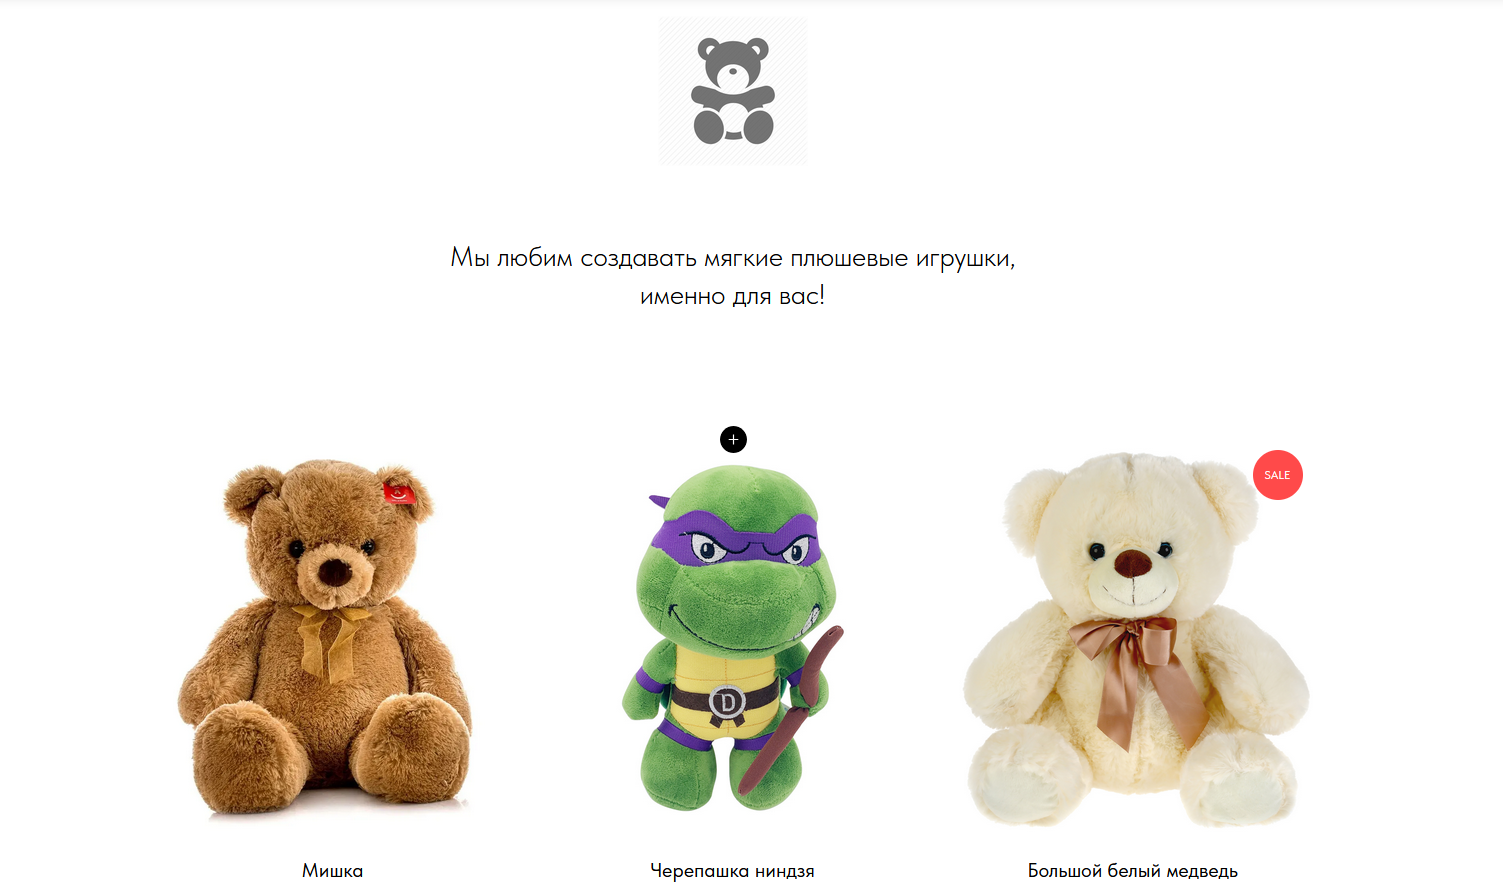 Мы любим создавать мягкие плюшевые игрушки,
именно для вас!
SALE
D
Мишка
Черепашка ниндзя
Большой белый медведь